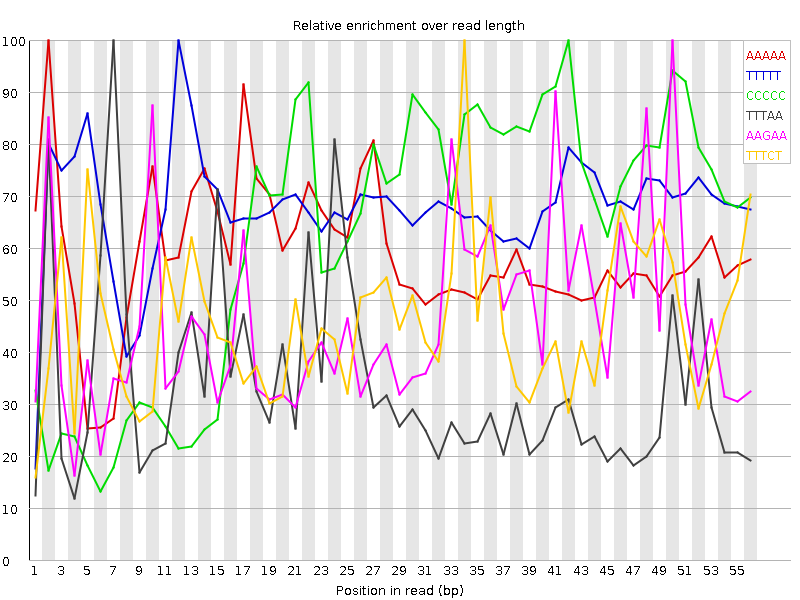 Relative enrichment over read length
100
90
80
70
60
50
40
30
20
10
0
AAAAA
TTTTT
CCCCC
TTTAA
AAGAA
TTTCT
1 3 5 7 9 11 13 15 17 19 21 23 25 27 29 31 33 35 37 39 41 43 45 47 49 51 53 55
Position in read (bp)